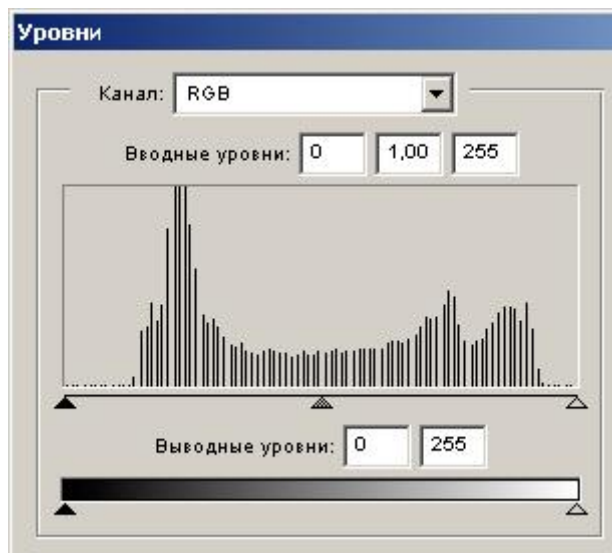 Уровни
Канал: RGB
Вводные уровни: 0 1,00 255
Выводные уровни: 0 255